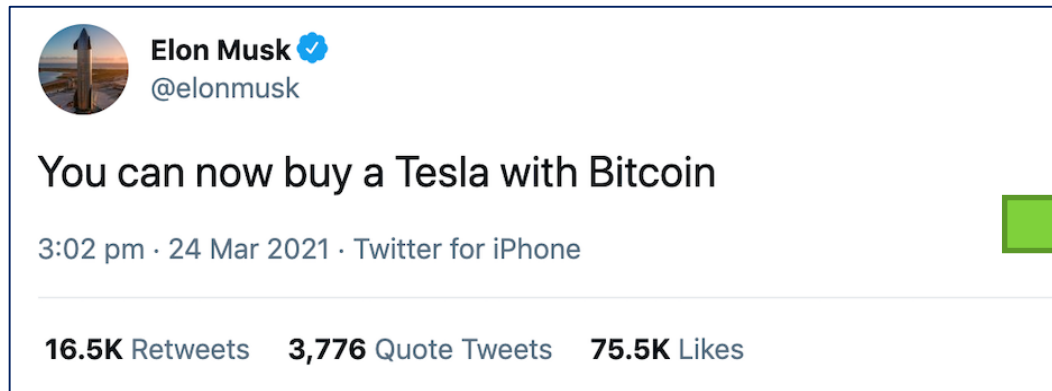 Elon Musk
@elonmusk
You can now buy a Tesla with Bitcoin
3:02 pm · 24 Mar 2021 · Twitter for iPhone
16.5K Retweets 3,776 Quote Tweets 75.5K Likes